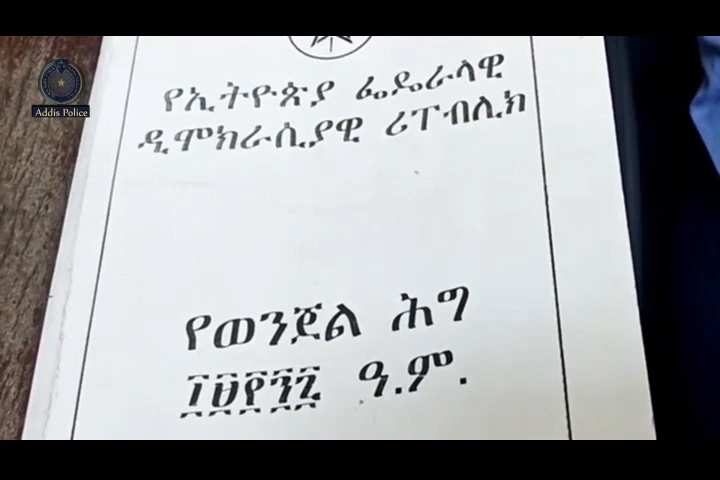 Addis Police
የኢትዮጵያ ፌዴራላዊ
ዲሞክራሲያዊ ሪፐብሊክ
የወንጀል ሕግ
፲፱፻፺፯ ዓ.ም.